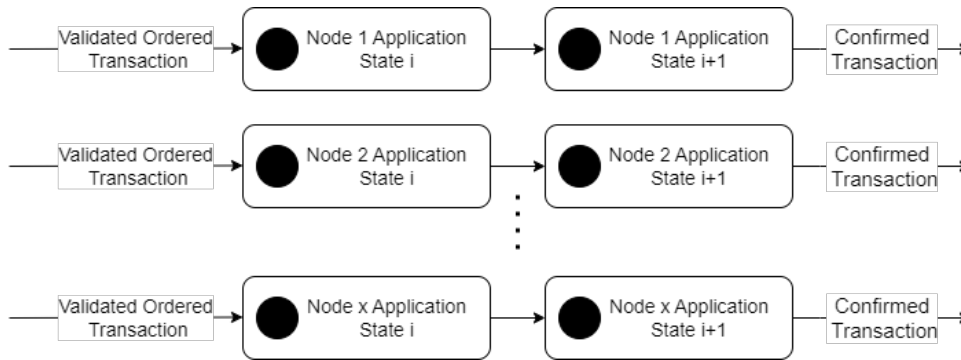 Validated Ordered
Transaction
Node 1 Application
State i
Node 1 Application
State i+1
Confirmed
Transaction
Validated Ordered
Transaction
Node 2 Application
State i
Node 2 Application
State i+1
Confirmed
Transaction
Validated Ordered
Transaction
Node x Application
State i
Node x Application
State i+1
Confirmed
Transaction